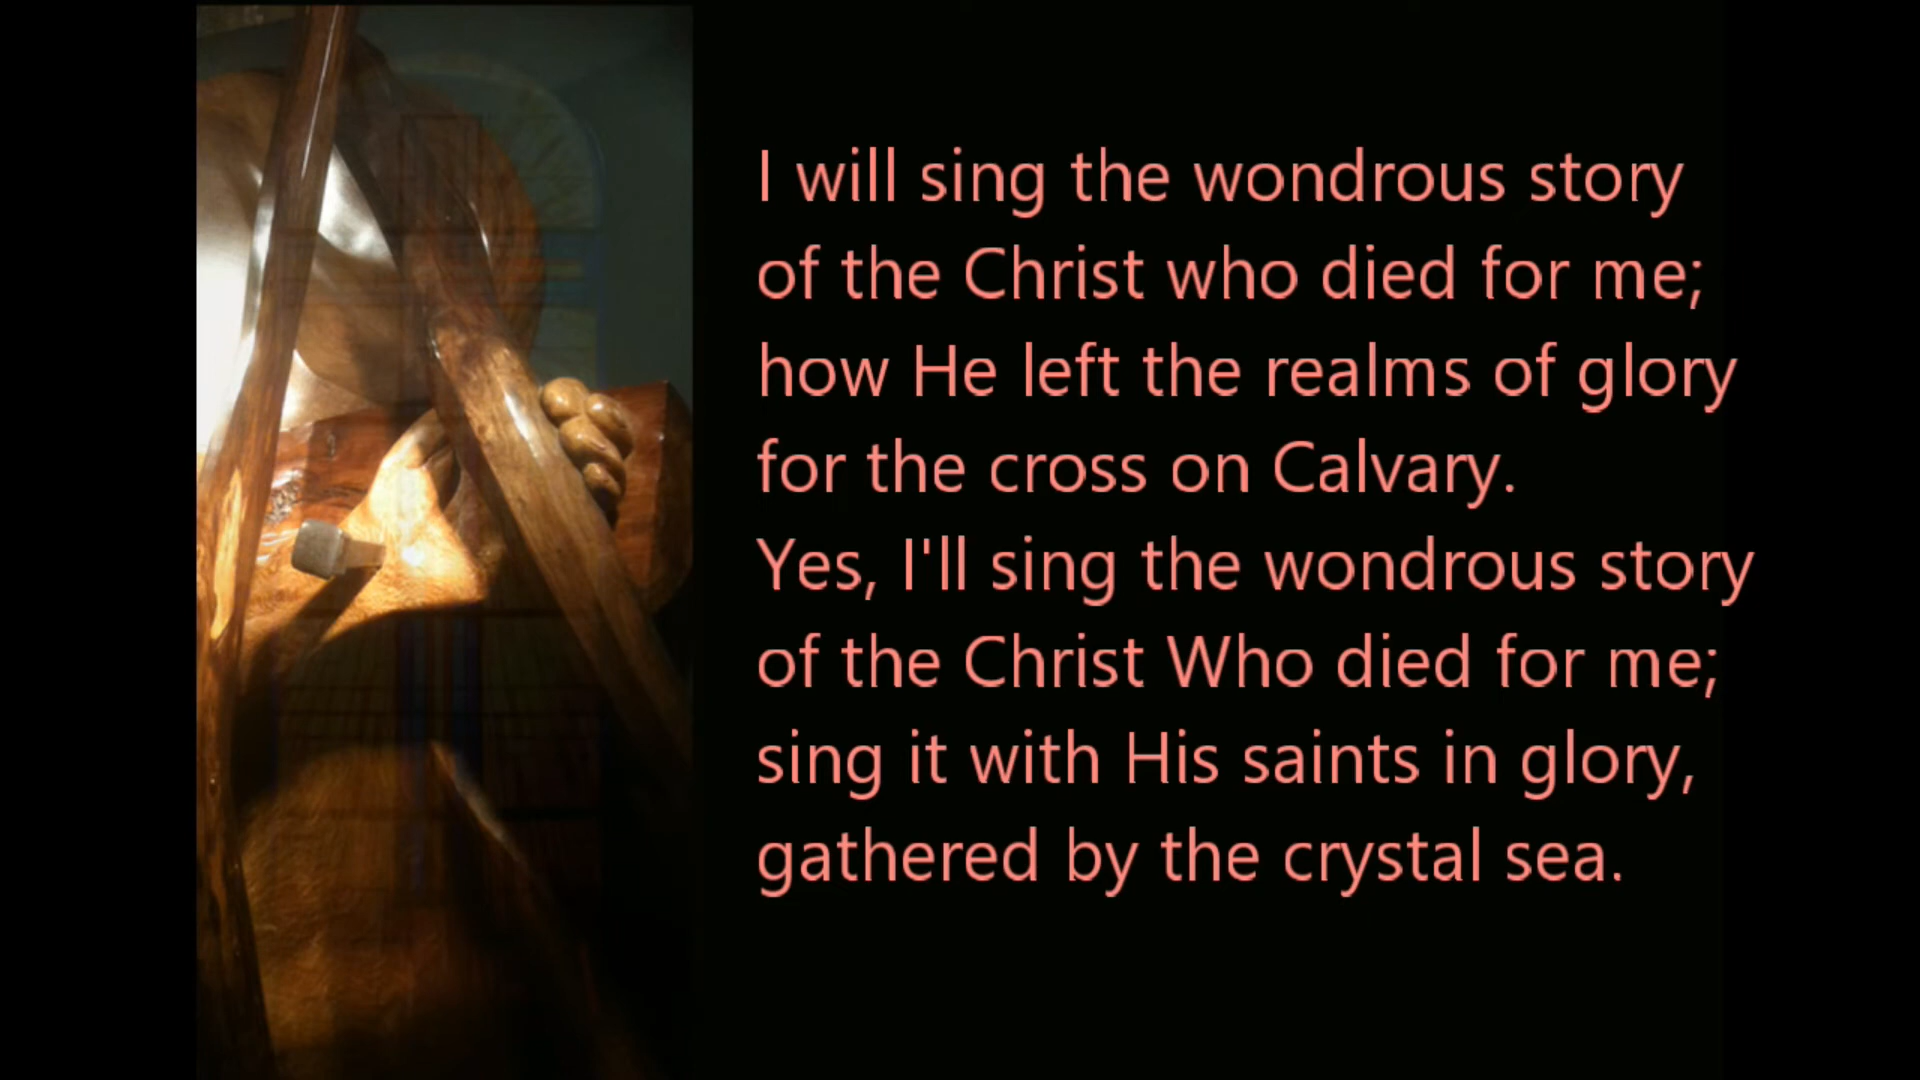 I will sing the wondrous story
of the Christ who died for me;
how He left the realms of glory
for the cross on Calvary.
Yes, I'll sing the wondrous story
of the Christ Who died for me;
sing it with His saints in glory,
gathered by the crystal sea.